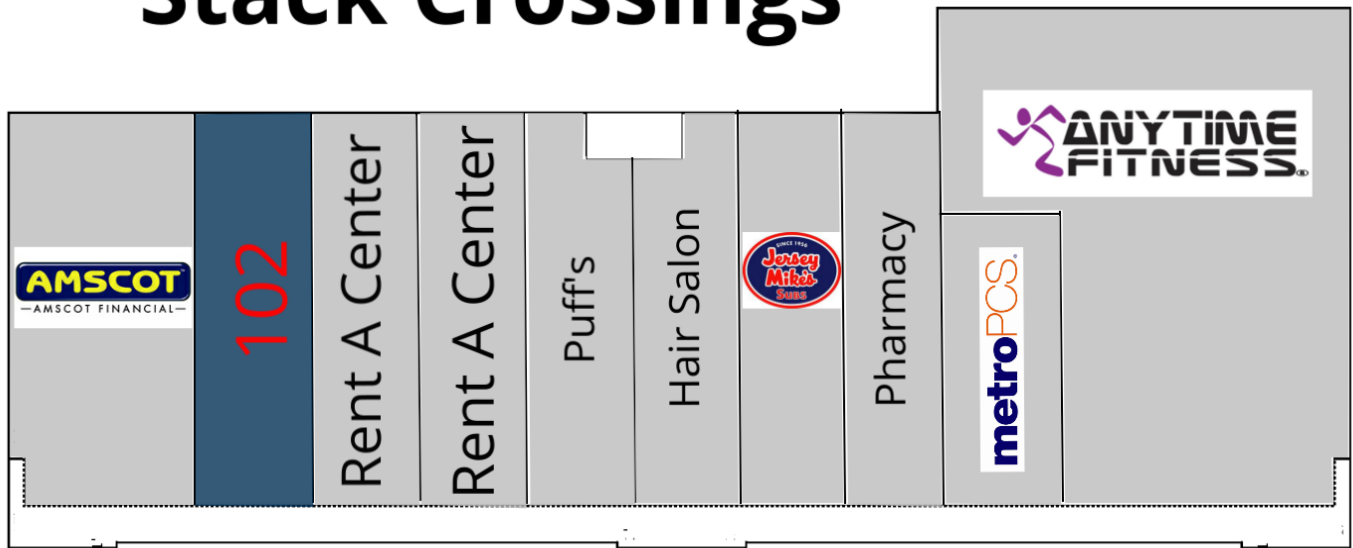 Stack Crossings
AMSCOT
AMSCOT FINANCIAL
102
Rent A Center
Rent A Center
Puff's
Hair Salon
SINCE 1956
Jersey
Mike's
SUBS
Pharmacy
metroPCS.
ANYTIME
FITNESS®